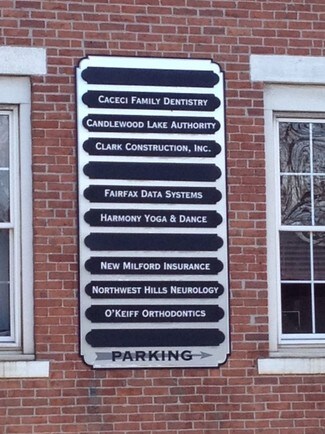 CACECI FAMILY DENTISTRY
CANDLEWOOD LAKE AUTHORITY
CLARK CONSTRUCTION, INC.
FAIRFAX DATA SYSTEMS
HARMONY YOGA & DANCE
NEW MILFORD INSURANCE
NORTHWEST HILLS NEUROLOGY
O'KEIFF ORTHODONTICS
PARKING